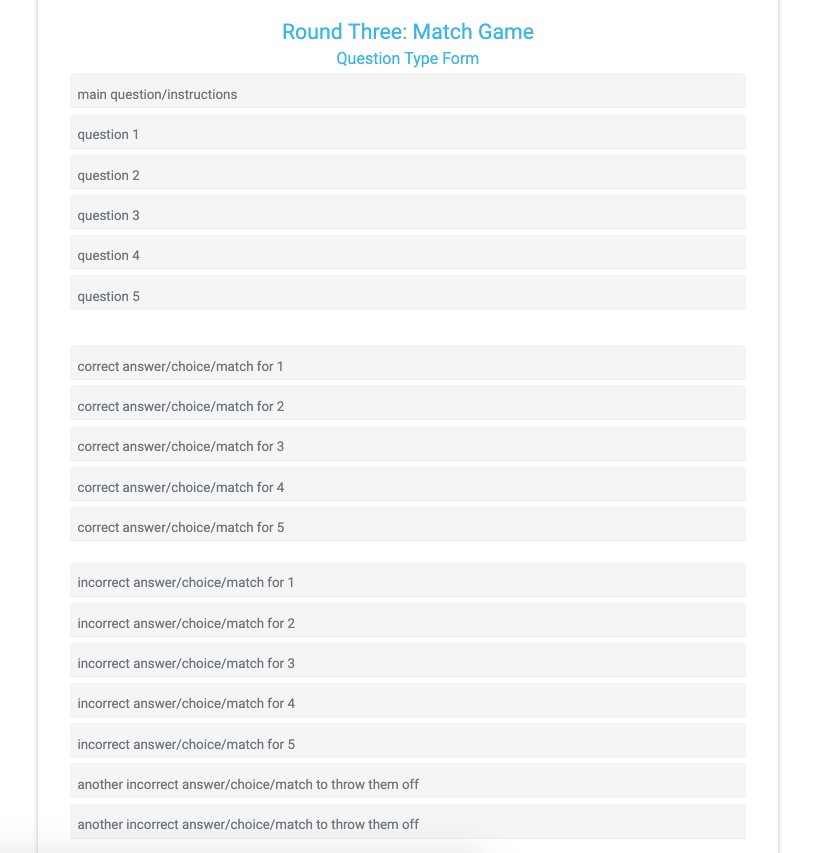 Round Three: Match Game
Question Type Form
main question/instructions
question 1
question 2
question 3
question 4
question 5
correct answer/choice/match for 1
correct answer/choice/match for 2
correct answer/choice/match for 3
correct answer/choice/match for 4
correct answer/choice/match for 5
incorrect answer/choice/match for 1
incorrect answer/choice/match for 2
incorrect answer/choice/match for 3
incorrect answer/choice/match for 4
incorrect answer/choice/match for 5
another incorrect answer/choice/match to throw them off
another incorrect answer/choice/match to throw them off